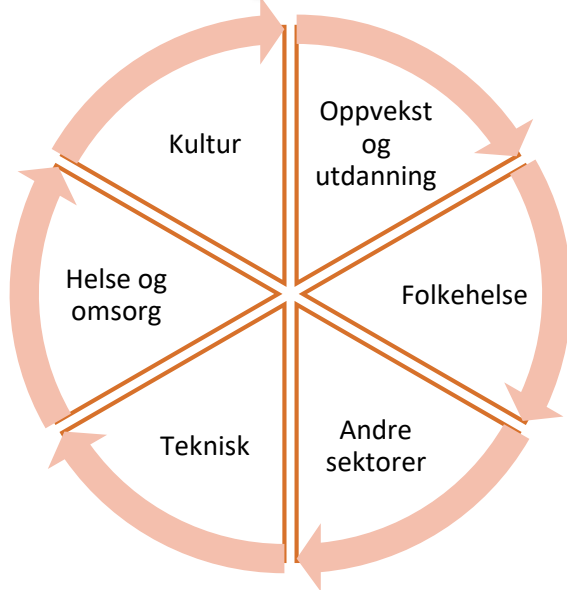 Oppvekst
og
utdanning
Folkehelse
Andre
sektorer
Teknisk
Helse og
omsorg
Kultur